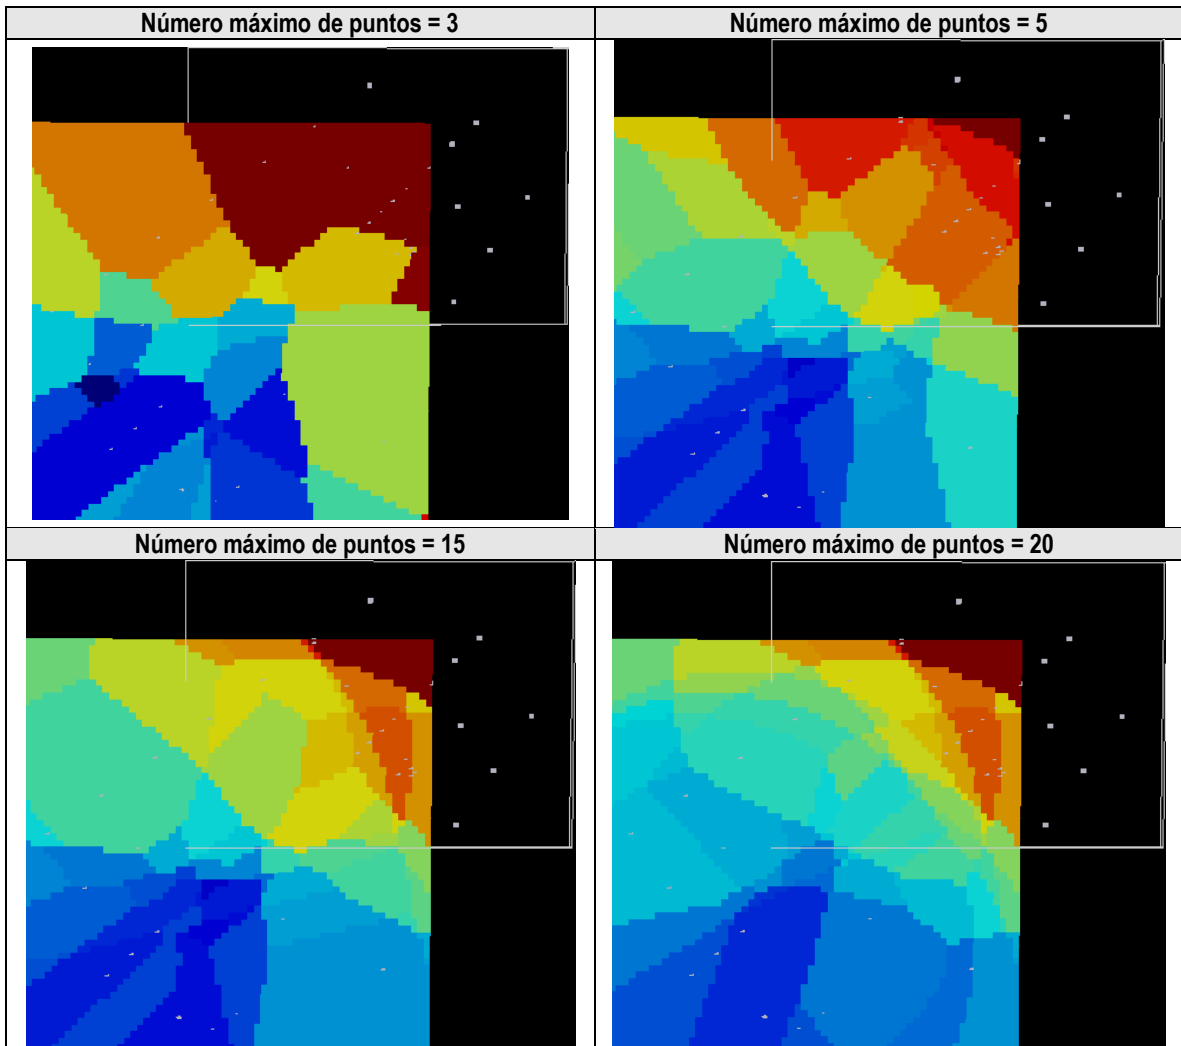 Número máximo de puntos = 3
Número máximo de puntos = 5
Número máximo de puntos = 15
Número máximo de puntos = 20